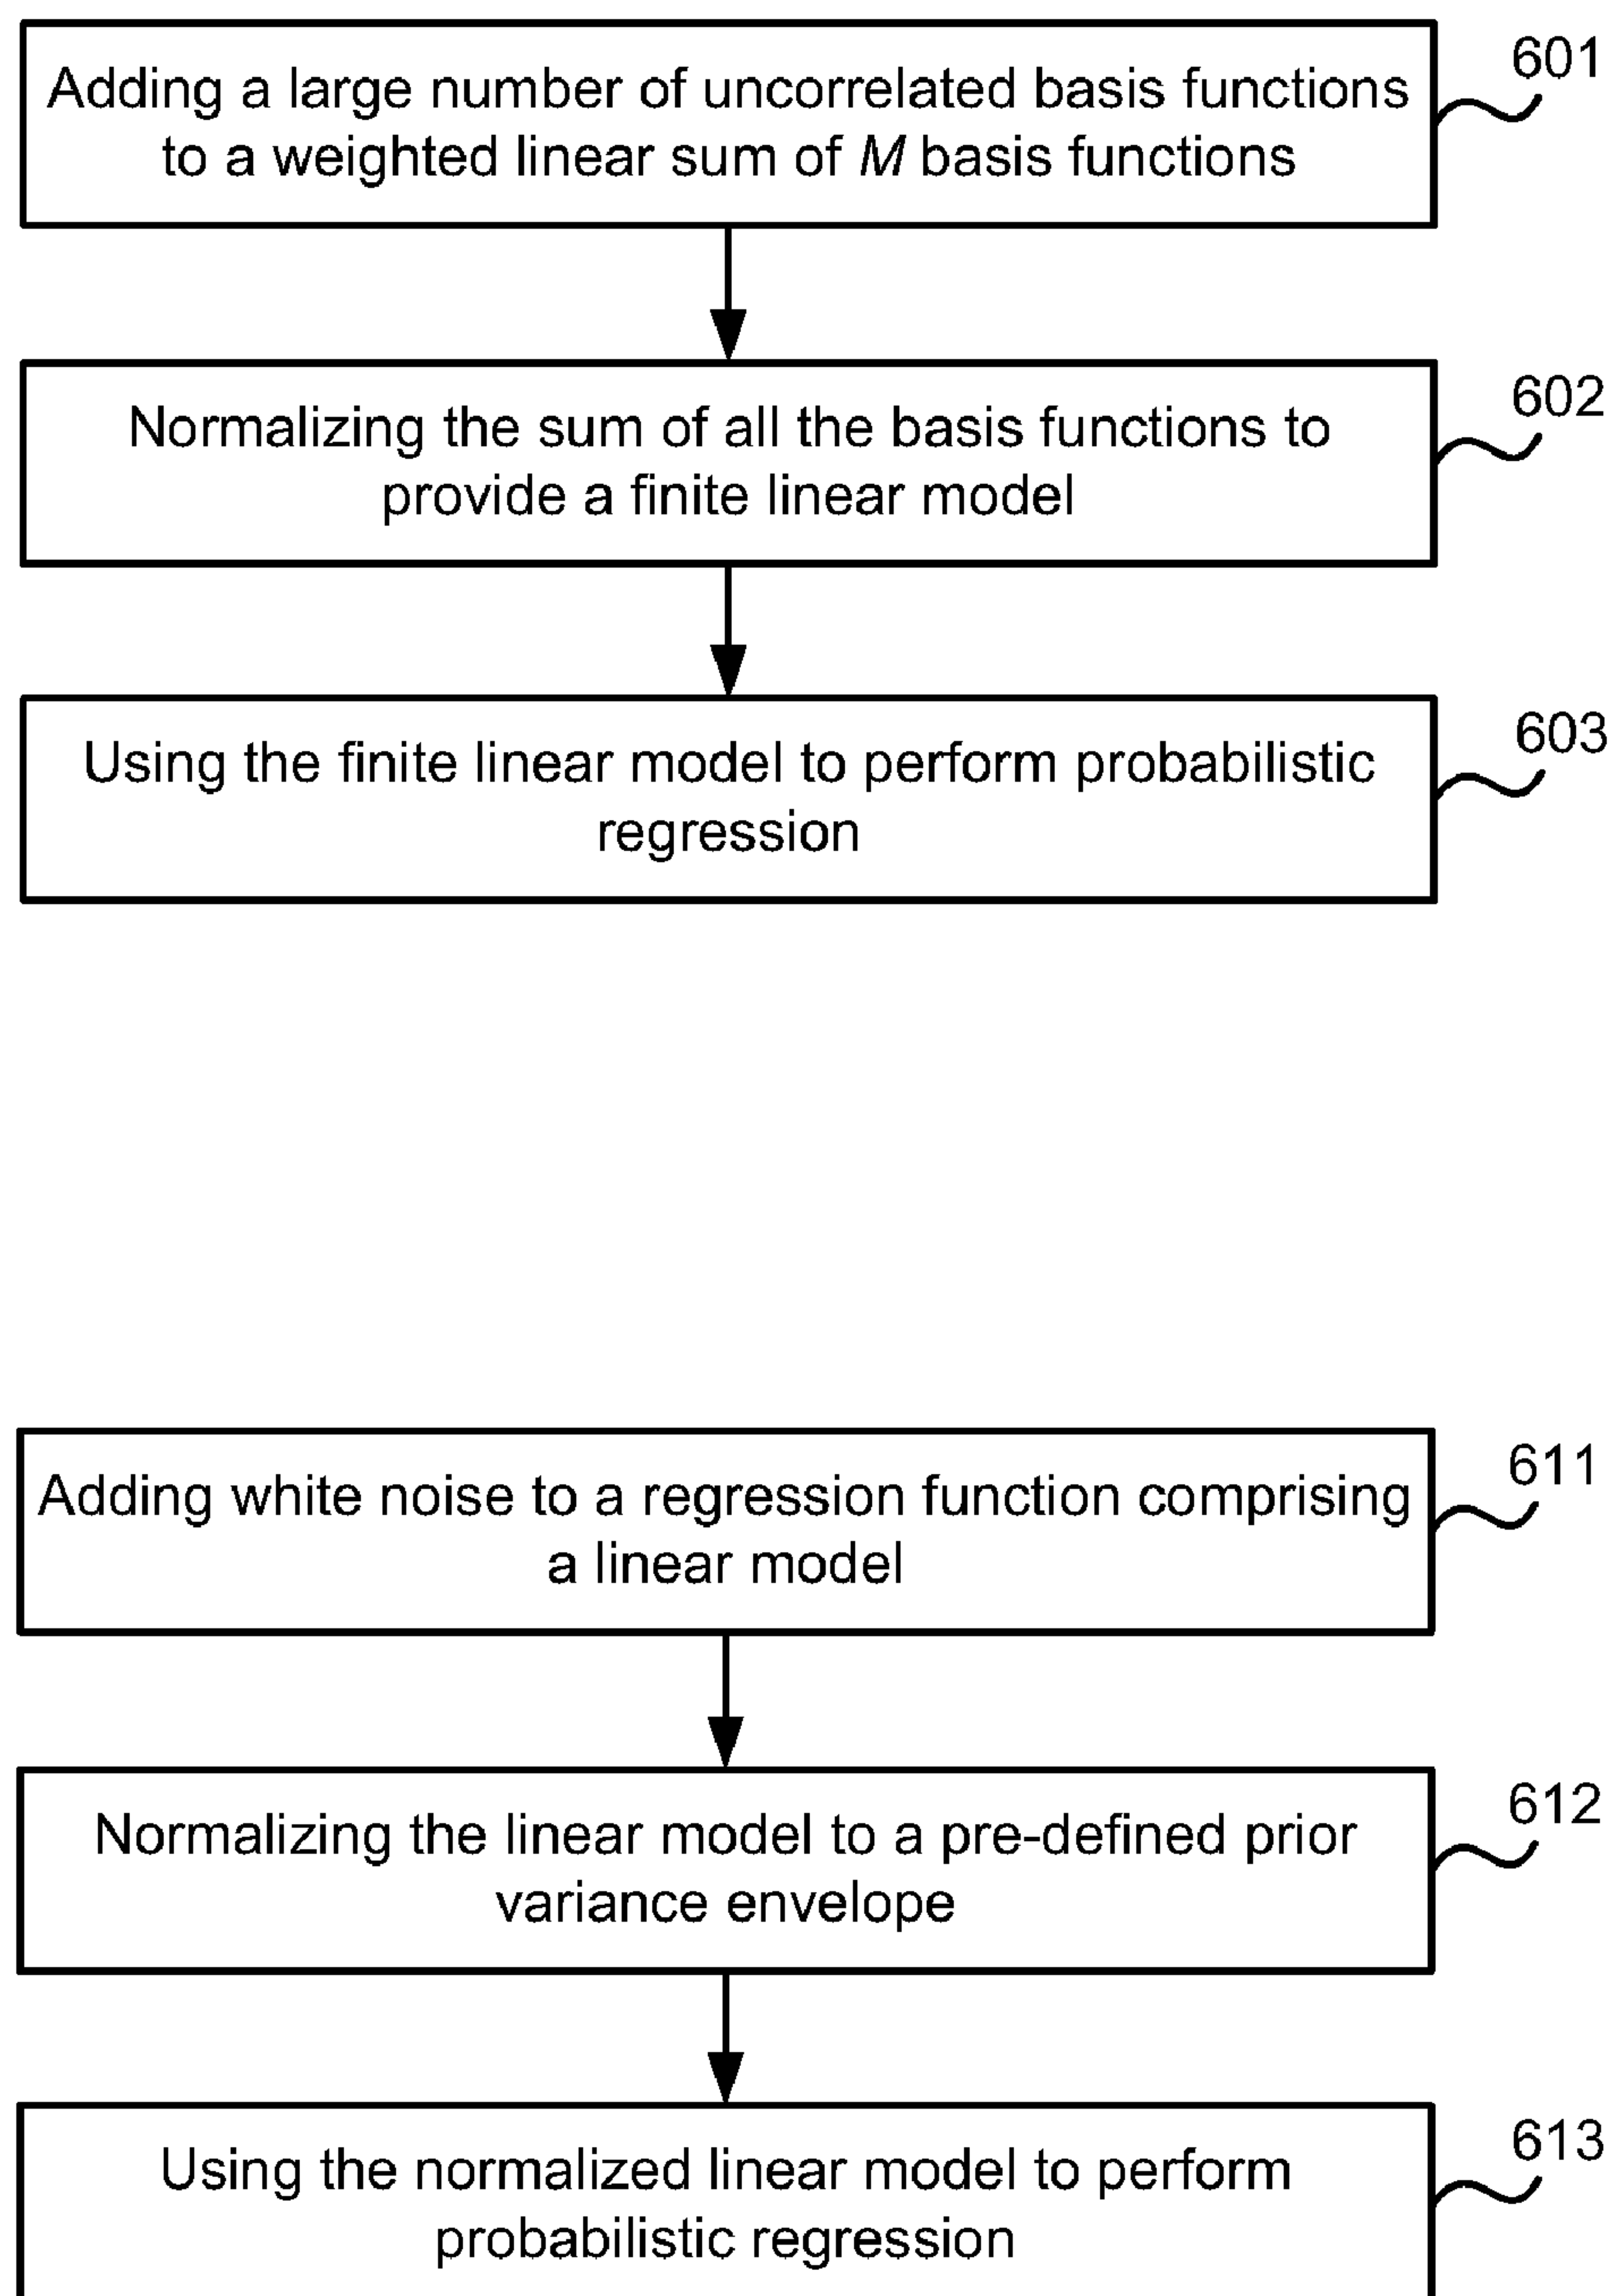 Adding a large number of uncorrelated basis functions
to a weighted linear sum of M basis functions
601
Normalizing the sum of all the basis functions to
provide a finite linear model
602
Using the finite linear model to perform probabilistic
regression
603
Adding white noise to a regression function comprising
a linear model
611
Normalizing the linear model to a pre-defined prior
variance envelope
612
Using the normalized linear model to perform
probabilistic regression
613